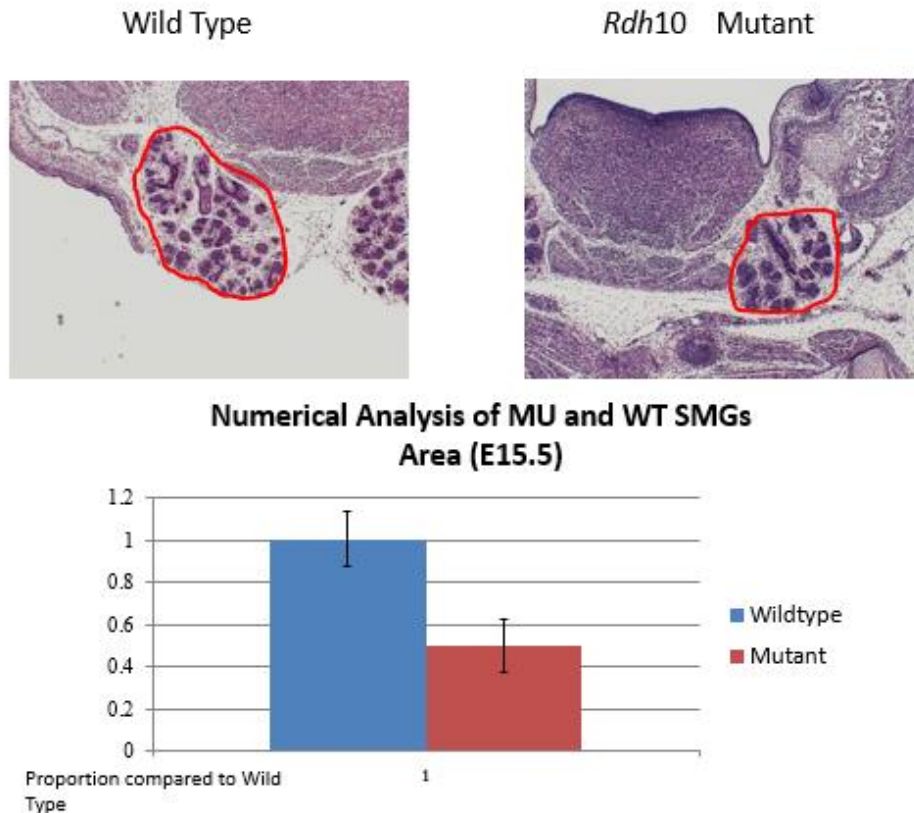 Wild Type
Rdh10 Mutant
Numerical Analysis of MU and WT SMGs
Area (E15.5)
1.2
1
0.8
0.6
0.4
0.2
0
1
Wildtype
Mutant
Proportion compared to Wild
Type